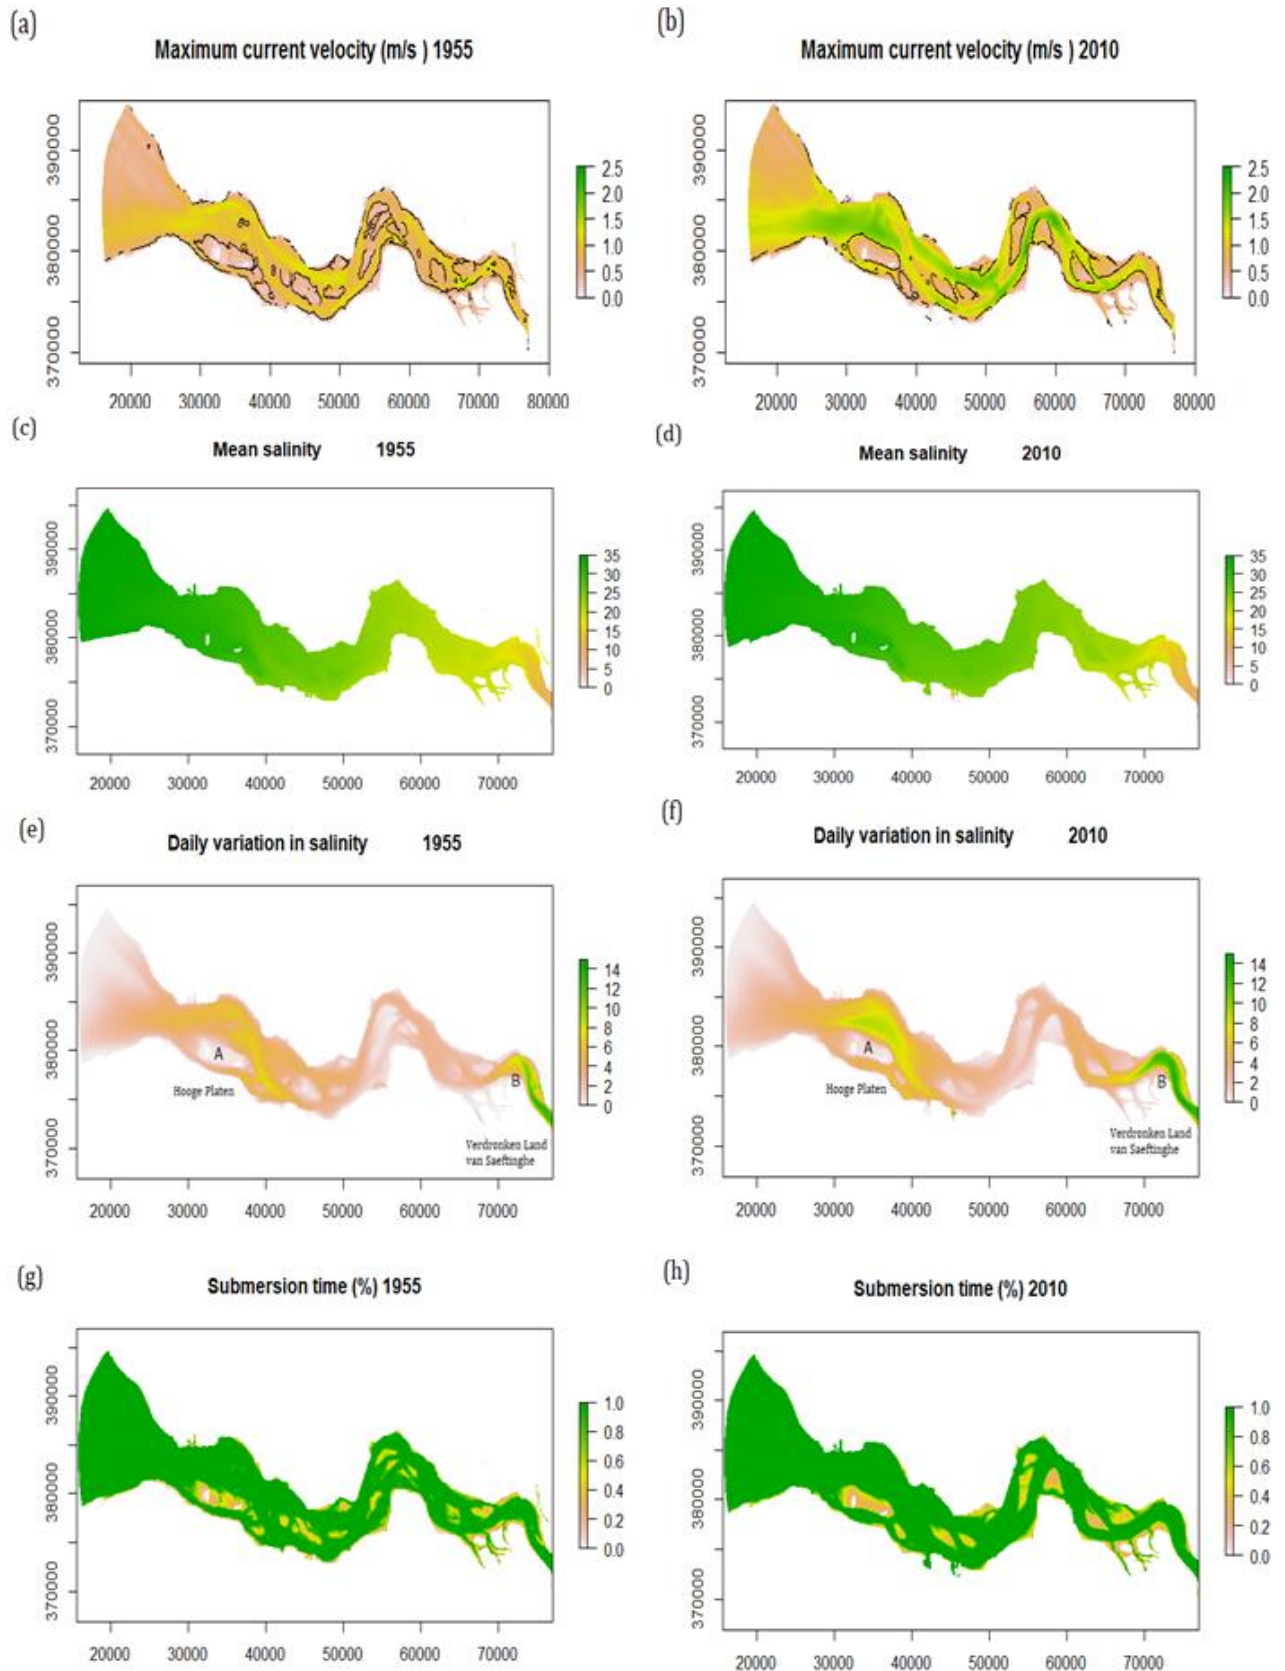 (a)
Maximum current velocity (m/s ) 1955
390000
380000
370000
20000 30000 40000 50000 60000 70000 80000
2.5
2.0
1.5
1.0
0.5
0.0
(b)
Maximum current velocity (m/s ) 2010
390000
380000
370000
20000 30000 40000 50000 60000 70000 80000
2.5
2.0
1.5
1.0
0.5
0.0
(c)
Mean salinity 1955
390000
380000
370000
20000 30000 40000 50000 60000 70000
35
30
25
20
15
10
5
0
(d)
Mean salinity 2010
390000
380000
370000
20000 30000 40000 50000 60000 70000
35
30
25
20
15
10
5
0
(e)
Daily variation in salinity 1955
390000
380000
370000
A
Hooge Platen
B
Verdronken Land
van Saeftinghe
20000 30000 40000 50000 60000 70000
14
12
10
8
6
4
2
0
(f)
Daily variation in salinity 2010
390000
380000
370000
A
Hooge Platen
B
Verdronken Land
van Saeftinghe
20000 30000 40000 50000 60000 70000
14
12
10
8
6
4
2
0
(g)
Submersion time (%) 1955
390000
380000
370000
20000 30000 40000 50000 60000 70000
1.0
0.8
0.6
0.4
0.2
0.0
(h)
Submersion time (%) 2010
390000
380000
370000
20000 30000 40000 50000 60000 70000
1.0
0.8
0.6
0.4
0.2
0.0